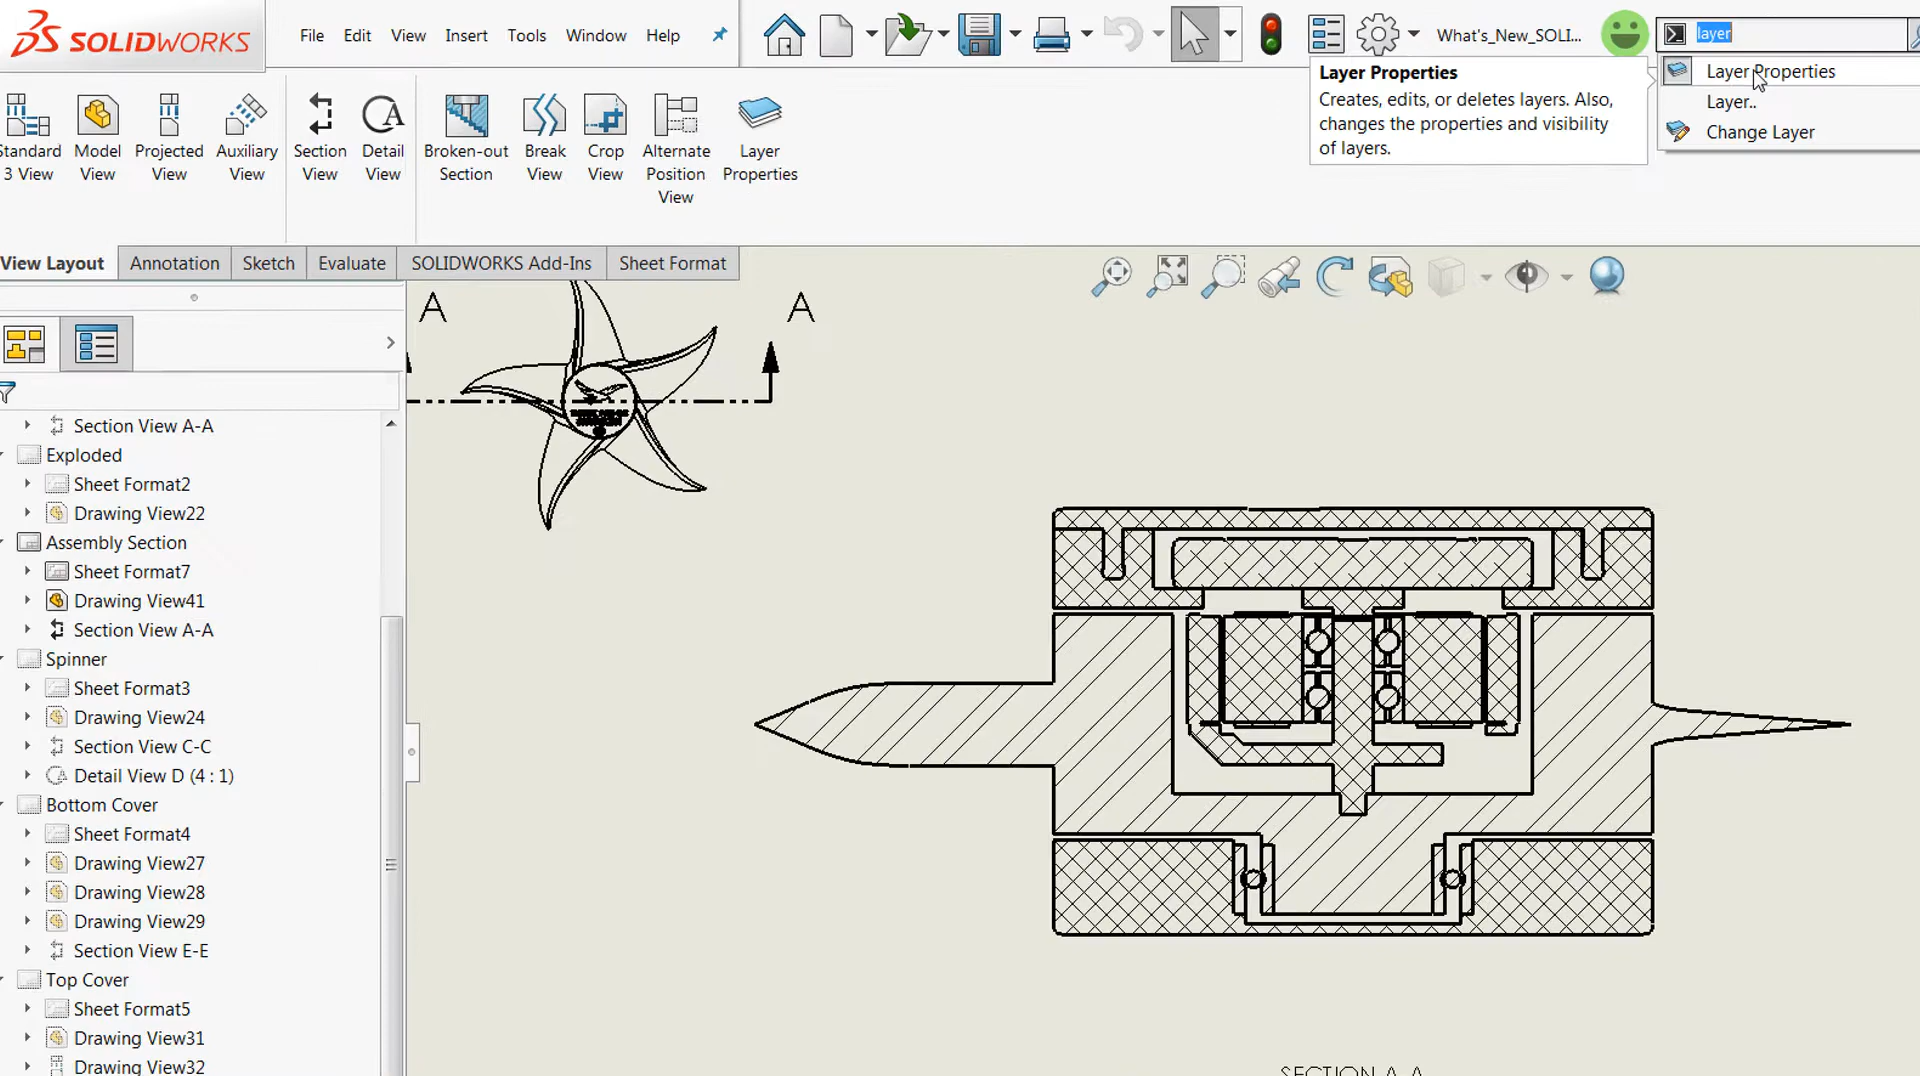 SOLIDWORKS
File Edit View Insert Tools Window Help
What's_New_SOLI...
layer
Layer Properties
Creates, edits, or deletes layers. Also,
changes the properties and visibility
of layers.
Layer Properties
Layer..
Change Layer
Standard
3 View
Model
View
Projected
View
Auxiliary
View
Section
View
Detail
View
Broken-out
Section
Break
View
Crop
View
Alternate
Position
View
Layer
Properties
View Layout
Annotation
Sketch
Evaluate
SOLIDWORKS Add-Ins
Sheet Format
Section View A-A
Exploded
Sheet Format2
Drawing View22
Assembly Section
Sheet Format7
Drawing View41
Section View A-A
Spinner
Sheet Format3
Drawing View24
Section View C-C
Detail View D (4 : 1)
Bottom Cover
Sheet Format4
Drawing View27
Drawing View28
Drawing View29
Section View E-E
Top Cover
Sheet Format5
Drawing View31
Drawing View32
A
A
SECTION A-A